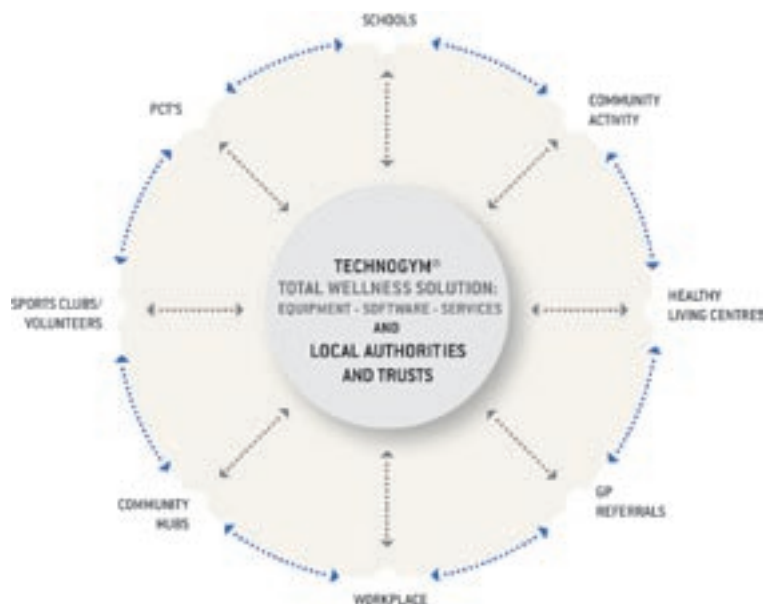 SCHOOLS
COMMUNITY
ACTIVITY
HEALTHY
LIVING CENTRES
GP
REFERRALS
WORKPLACE
COMMUNITY
HUBS
SPORTS CLUBS/
VOLUNTEERS
PCT'S
TECHNOGYM®
TOTAL WELLNESS SOLUTION:
EQUIPMENT - SOFTWARE - SERVICES
AND
LOCAL AUTHORITIES
AND TRUSTS